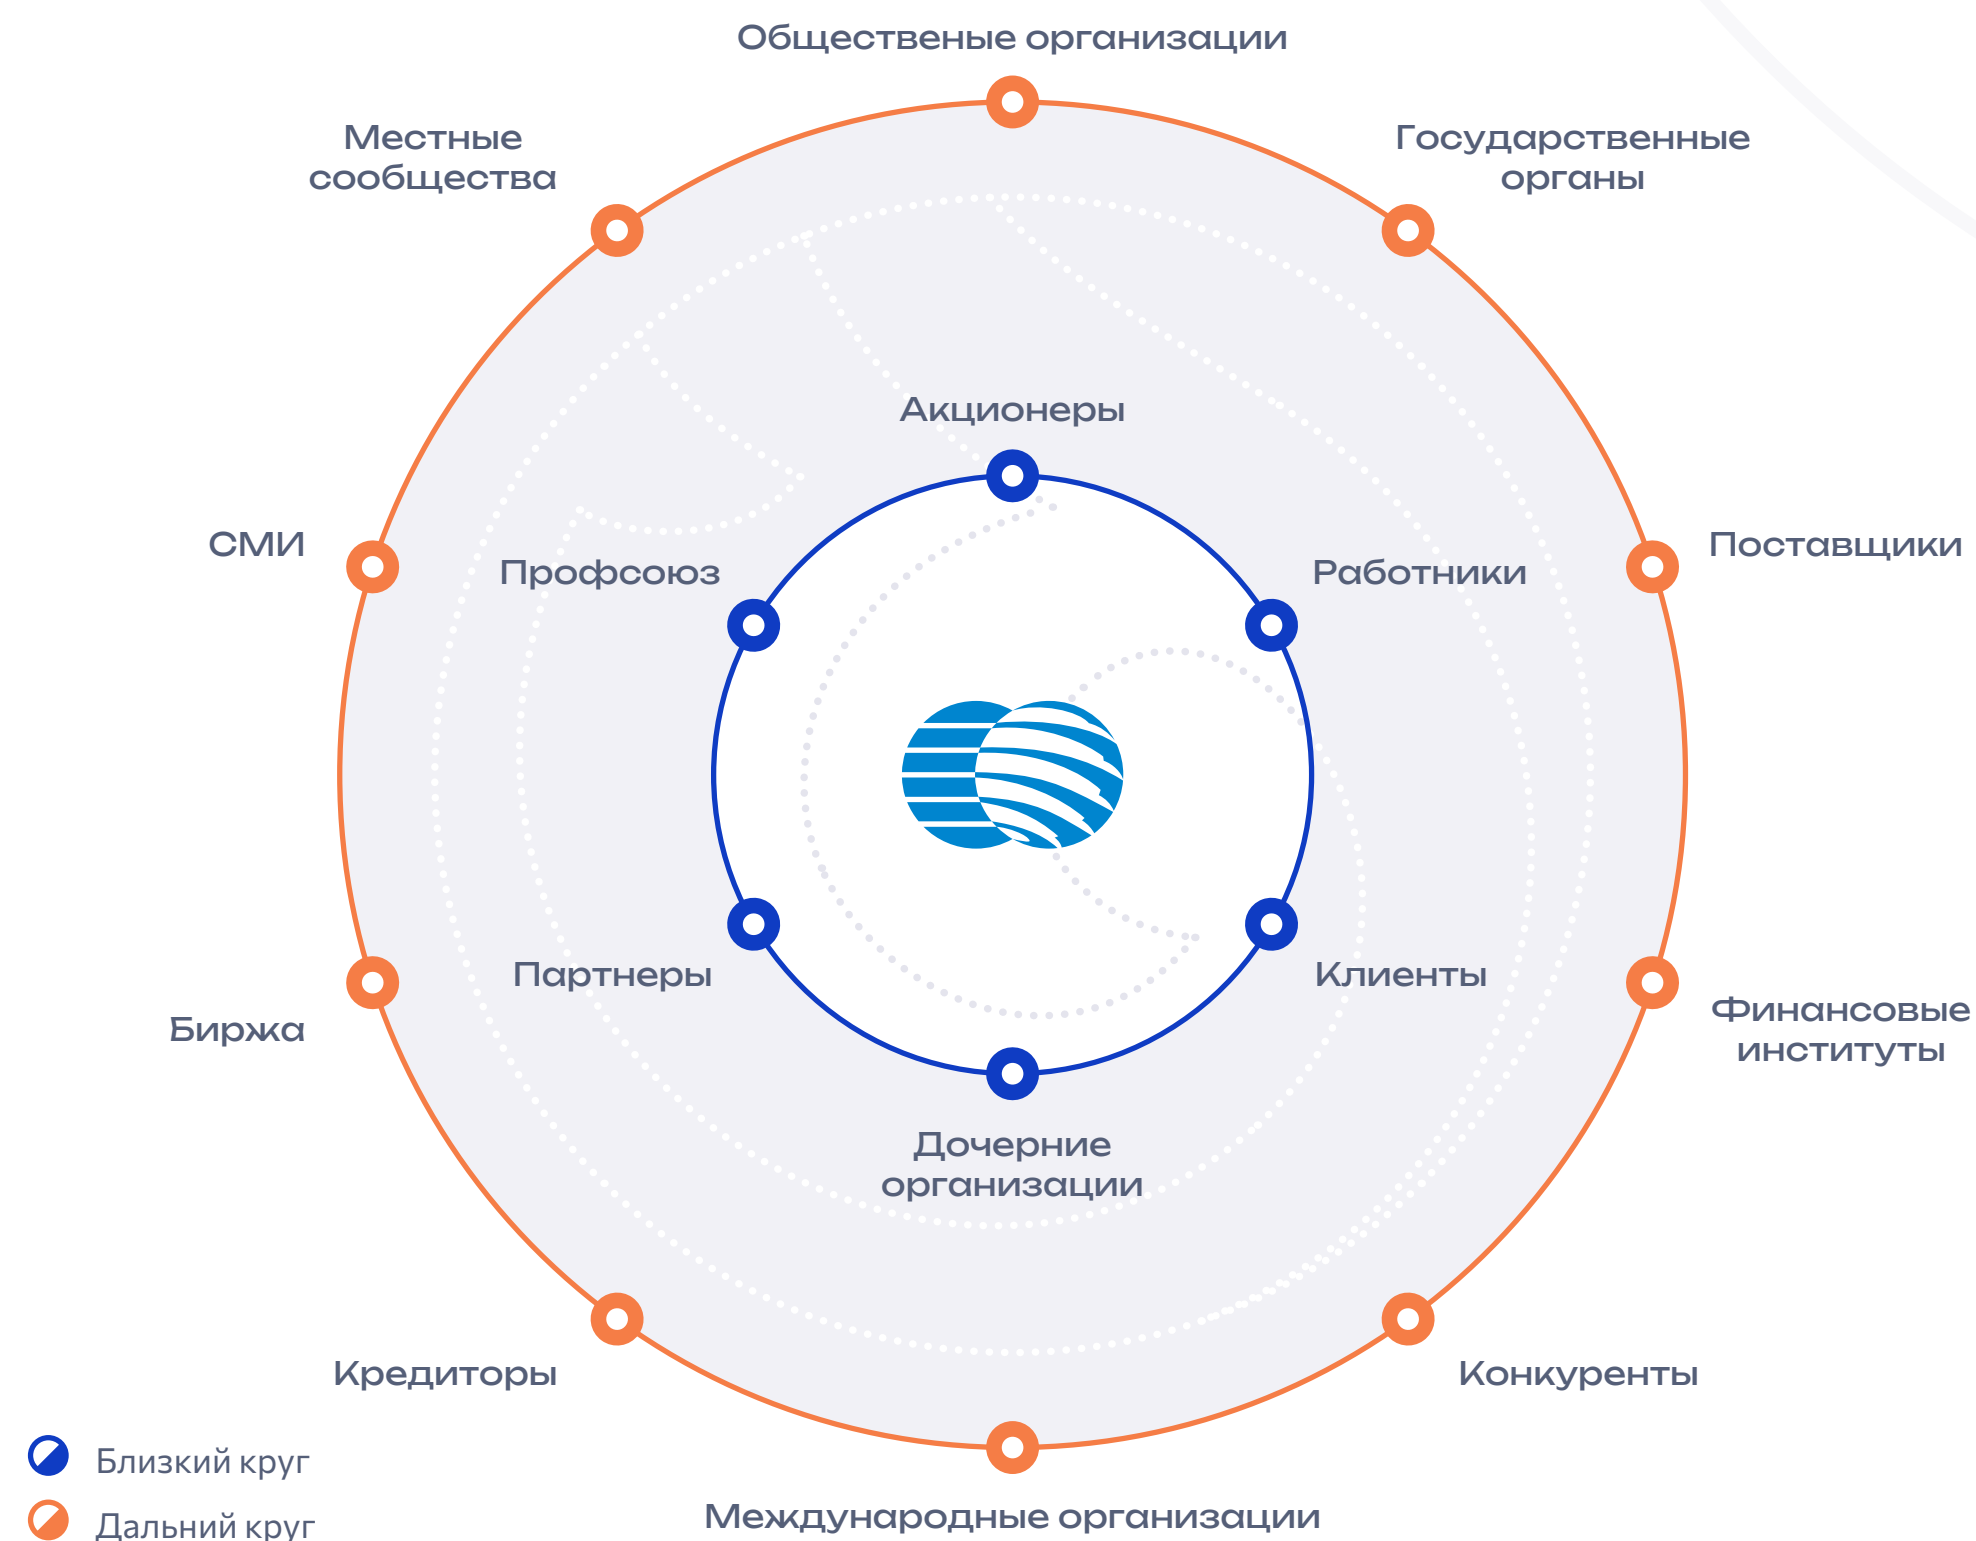 Общественые организации
Местные
сообщества
Государственные
органы
Акционеры
СМИ
Поставщики
Профсоюз
Работники
Партнеры
Клиенты
Биржа
Финансовые
институты
Дочерние
организации
Кредиторы
Конкуренты
Близкий круг
Международные организации
Дальний круг